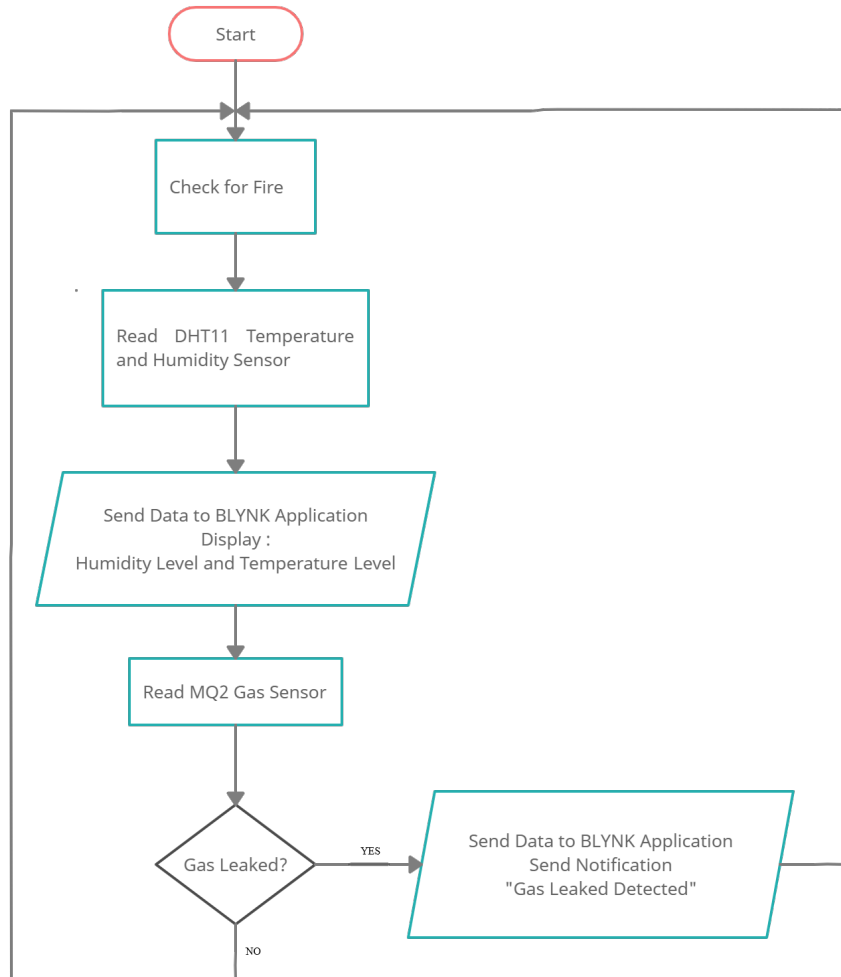 Start
Check for Fire
Read DHT11 Temperature
and Humidity Sensor
Send Data to BLYNK Application
Display :
Humidity Level and Temperature Level
Read MQ2 Gas Sensor
Gas Leaked?
YES
Send Data to BLYNK Application
Send Notification
"Gas Leaked Detected"
NO